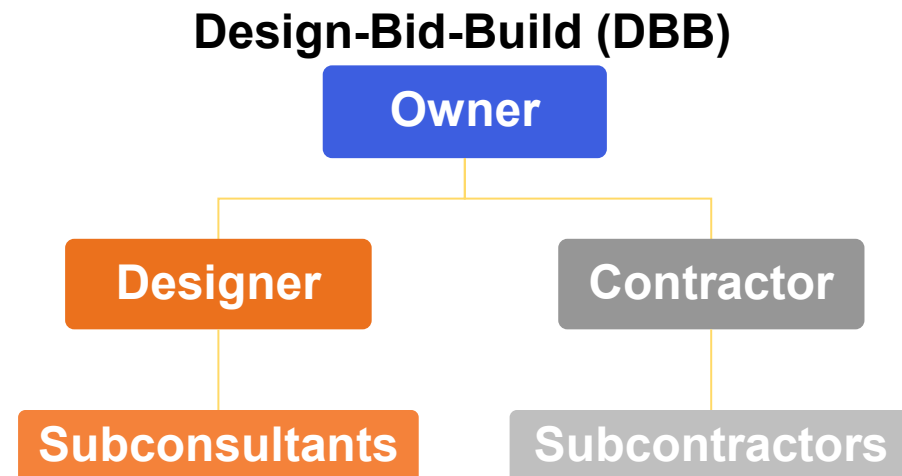 Design-Bid-Build (DBB)
Owner
Designer
Contractor
Subconsultants
Subcontractors